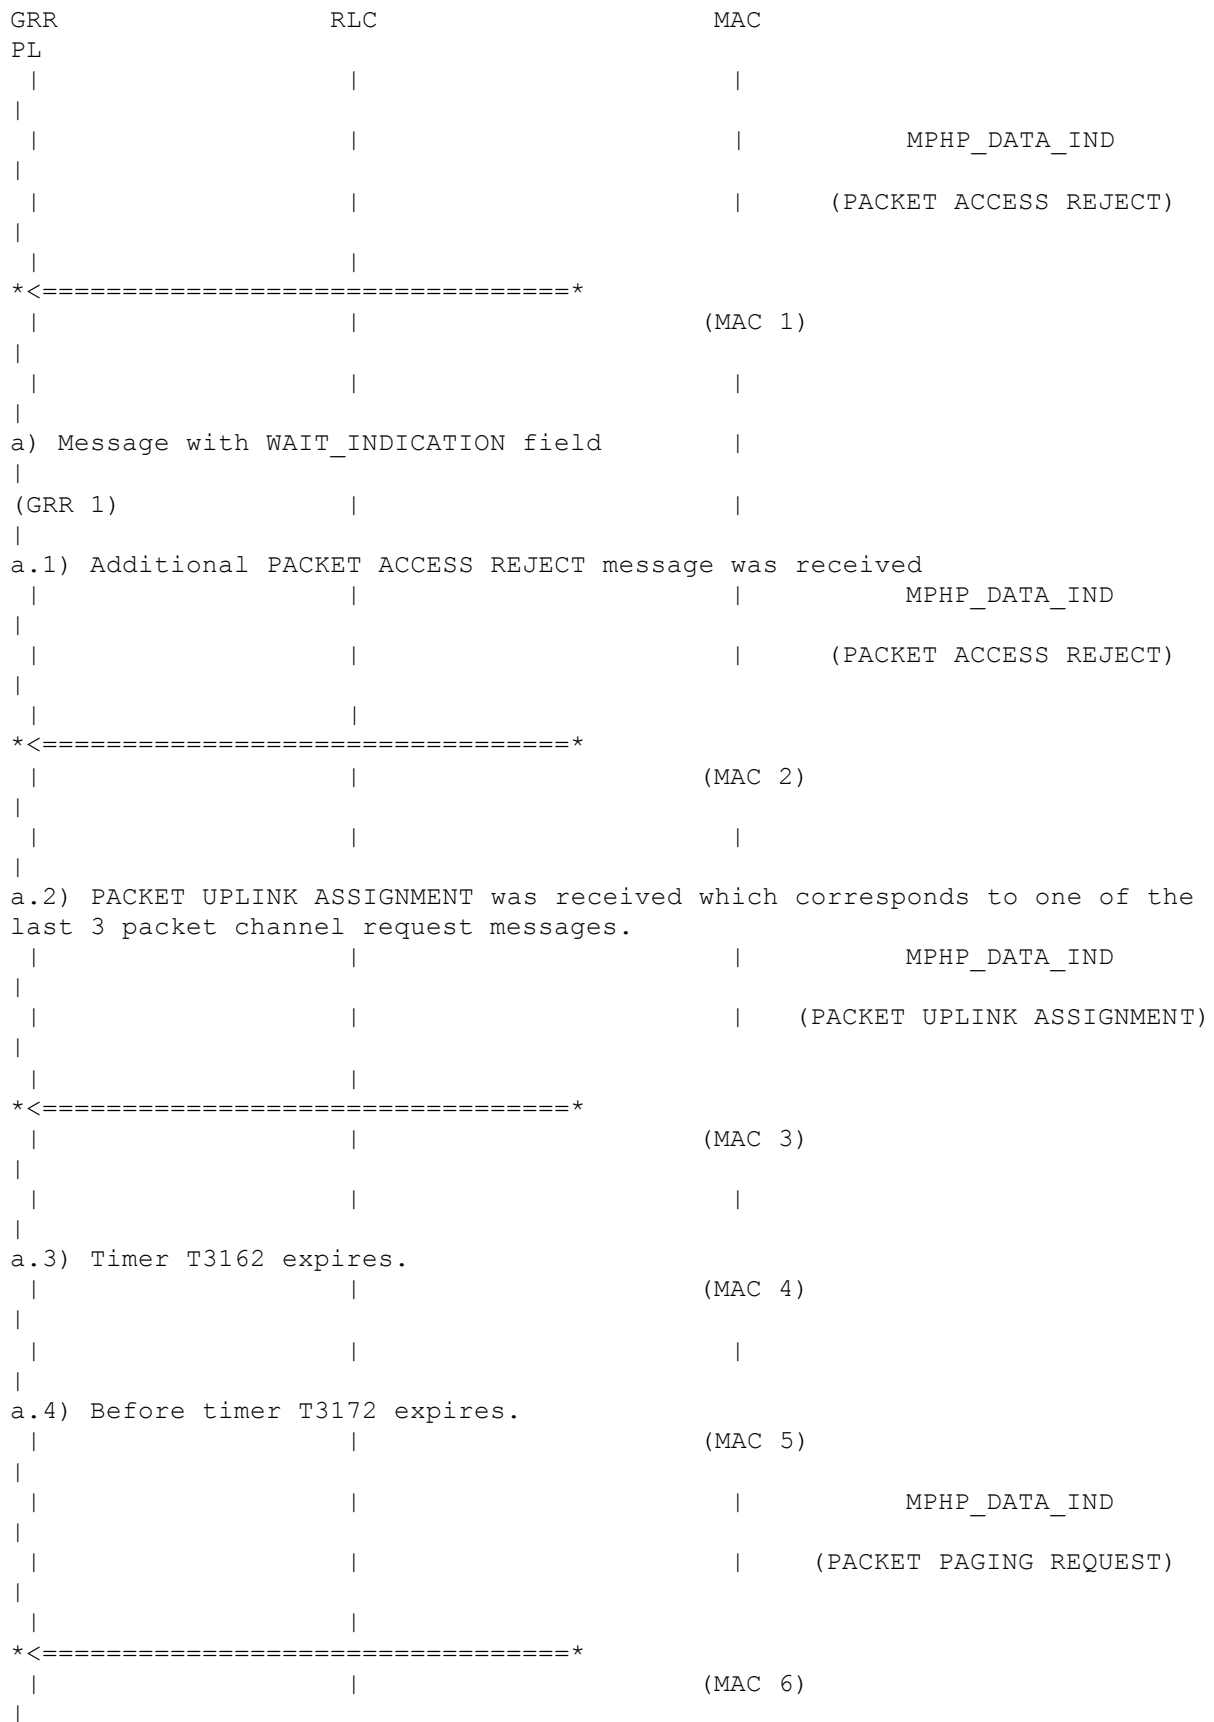 GRR                 RLC                     MAC
PL
 |                   |                       |
|
 |                   |                       |          MPHP_DATA_IND
|
 |                   |                       |     (PACKET ACCESS REJECT)
|
 |                   |
*<=================================*
 |                   |                     (MAC 1)
|
 |                   |                       |
|
a) Message with WAIT_INDICATION field        |
|
(GRR 1)              |                       |
|
a.1) Additional PACKET ACCESS REJECT message was received
 |                   |                       |          MPHP_DATA_IND
|
 |                   |                       |     (PACKET ACCESS REJECT)
|
 |                   |
*<=================================*
 |                   |                     (MAC 2)
|
 |                   |                       |
|
a.2) PACKET UPLINK ASSIGNMENT was received which corresponds to one of the
last 3 packet channel request messages.
 |                   |                       |          MPHP_DATA_IND
|
 |                   |                       |   (PACKET UPLINK ASSIGNMENT)
|
 |                   |
*<=================================*
 |                   |                     (MAC 3)
|
 |                   |                       |
|
a.3) Timer T3162 expires.
 |                   |                     (MAC 4)
|
 |                   |                       |
|
a.4) Before timer T3172 expires.
 |                   |                     (MAC 5)
|
 |                   |                       |          MPHP_DATA_IND
|
 |                   |                       |    (PACKET PAGING REQUEST)
|
 |                   |
*<=================================*
 |                   |                     (MAC 6)
|